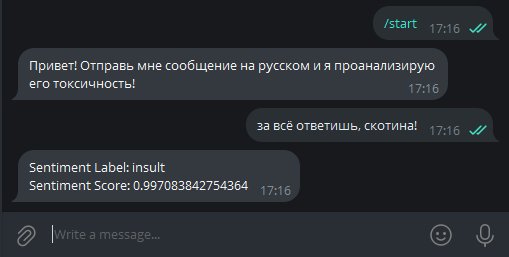 /start
17:16
Привет! Отправь мне сообщение на русском и я проанализирую
его токсичность!
17:16
за всё ответишь, скотина!
17:16
Sentiment Label: insult
Sentiment Score: 0.997083842754364
17:16
Write a message...